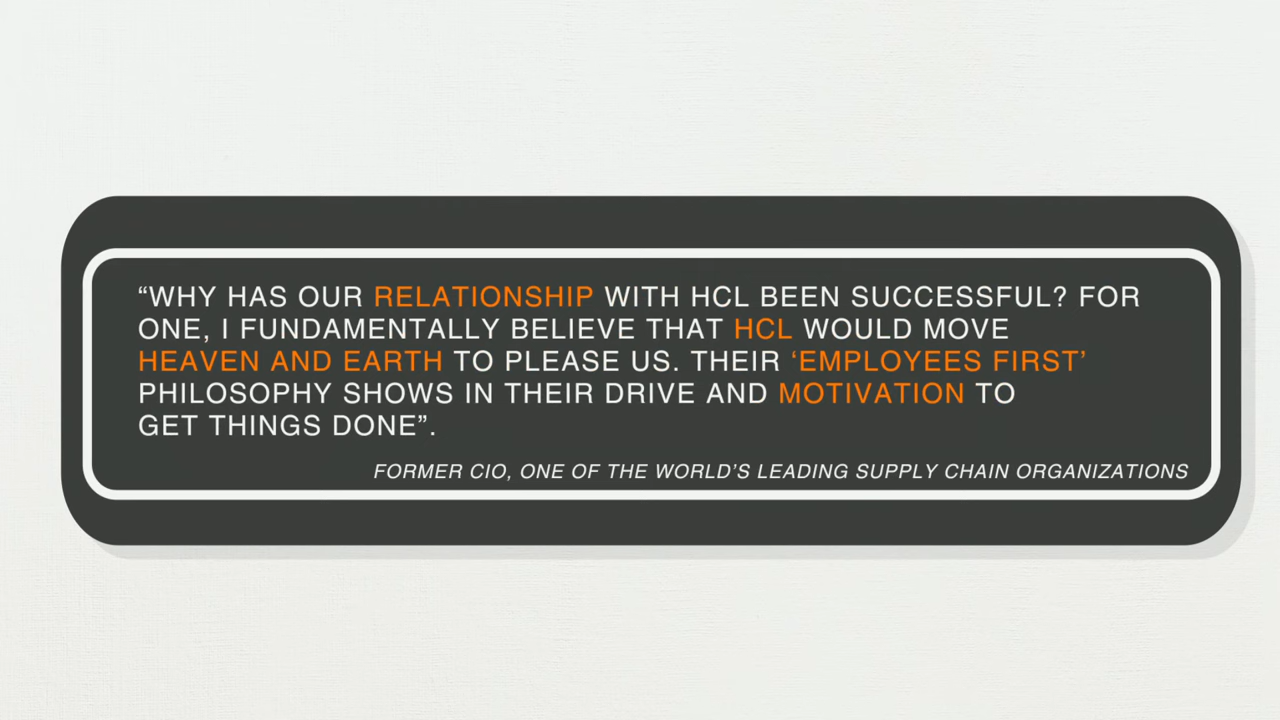 “WHY HAS OUR RELATIONSHIP WITH HCL BEEN SUCCESSFUL? FOR
ONE, I FUNDAMENTALLY BELIEVE THAT HCL WOULD MOVE
HEAVEN AND EARTH TO PLEASE US. THEIR ‘EMPLOYEES FIRST’
PHILOSOPHY SHOWS IN THEIR DRIVE AND MOTIVATION TO
GET THINGS DONE”.
FORMER CIO, ONE OF THE WORLD’S LEADING SUPPLY CHAIN ORGANIZATIONS